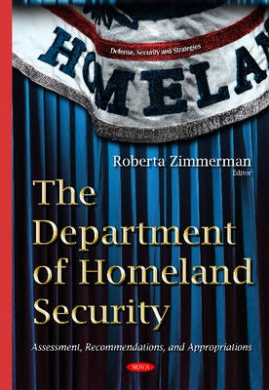 Defense, Security and Strategies
HOMELA
Roberta Zimmerman
Editor
The
Department
of Homeland
Security
Assessment, Recommendations, and Appropriations
NOVA